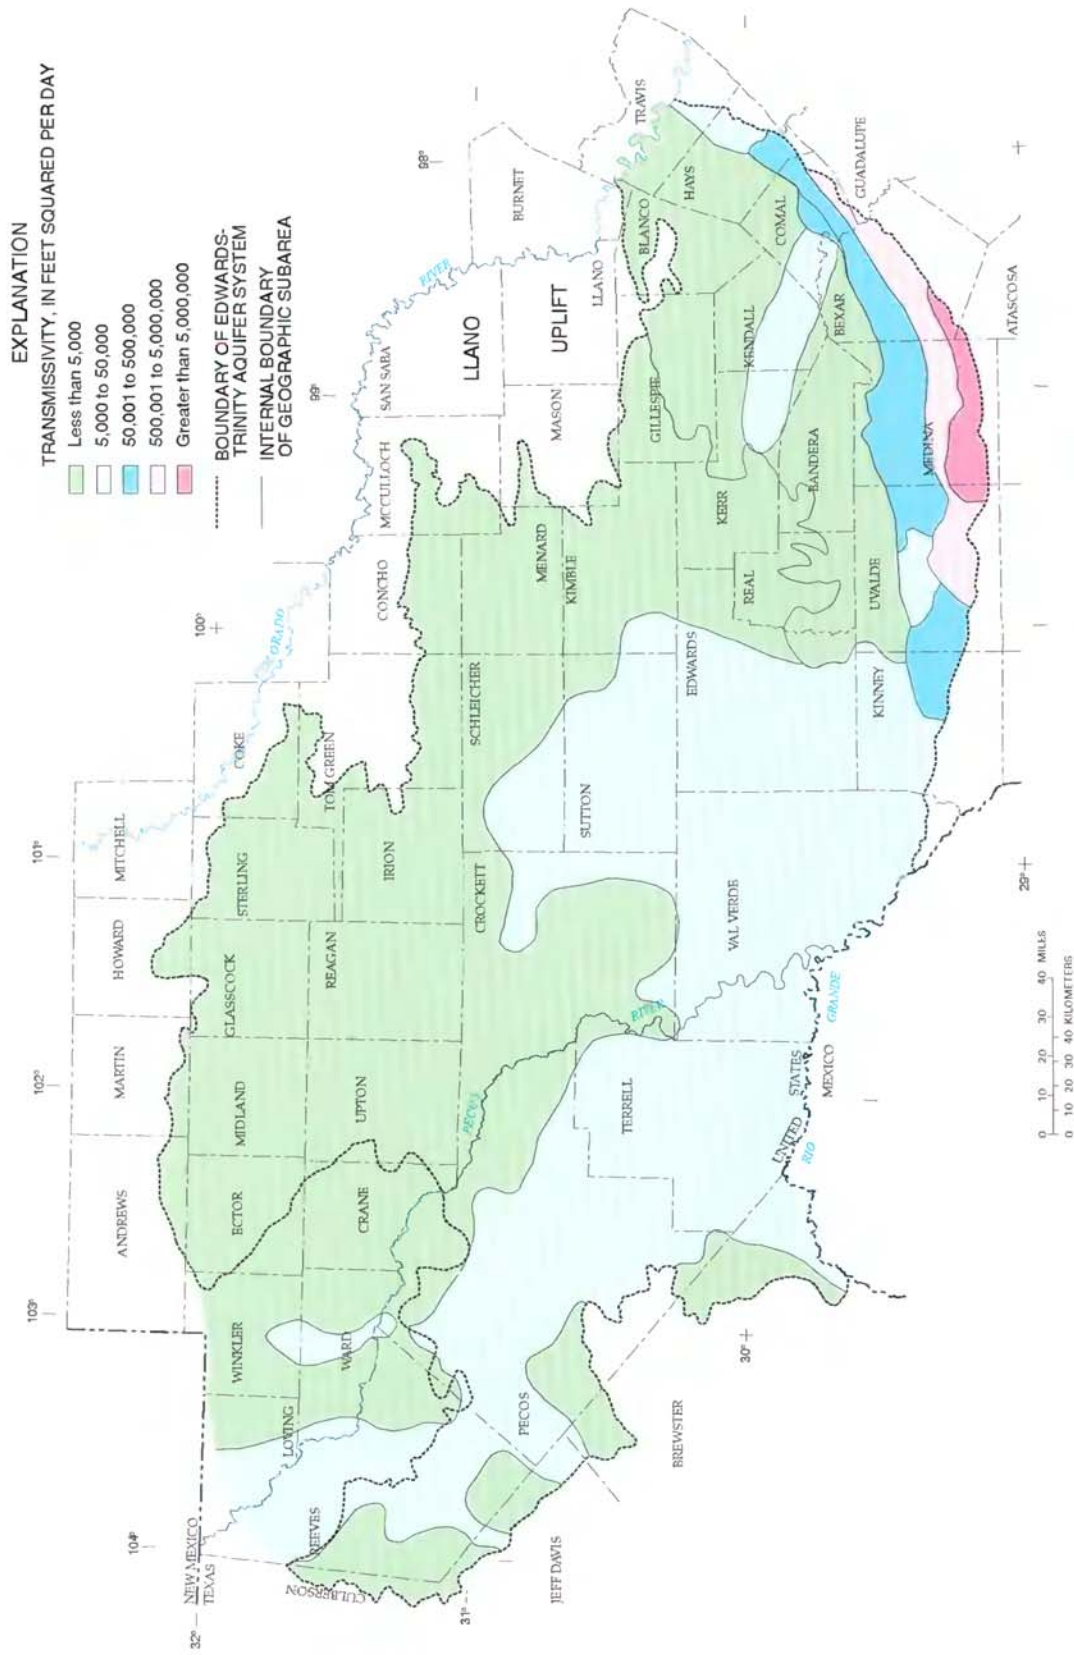 EXPLANATION
TRANSMISSIVITY, IN FEET SQUARED PER DAY
Less than 5,000
5,000 to 50,000
50,001 to 500,000
500,001 to 5,000,000
Greater than 5,000,000
BOUNDARY OF EDWARDS-
TRINITY AQUIFER SYSTEM
INTERNAL BOUNDARY
OF GEOGRAPHIC SUBAREA
104°
103°
102°
101°
100°
99°
98°
32°
31°
30°
29°
NEW MEXICO
TEXAS
ANDREWS
MARTIN
HOWARD
MITCHELL
COKE
ORADO
RIVER
CULBERSON
REEVES
LOVING
WINKLER
WARD
ECTOR
CRANE
MIDLAND
UPTON
GLASSCOCK
REAGAN
STERLING
IRION
TOM GREEN
CONCHO
MCCULLOCH
SAN SABA
LLANO
UPLIFT
BURNET
MASON
LLANO
TRAVIS
JEFF DAVIS
PECOS
BREWSTER
PECOS
RIVER
TERRELL
CROCKETT
SCHLEICHER
SUTTON
MENARD
KIMBLE
GILLESPIE
BLANCO
HAYS
VAL VERDE
EDWARDS
REAL
KERR
KENDALL
COMAL
KINNEY
UVALDE
BANDERA
MEDINA
BEXAR
GUADALUPE
ATASCOSA
UNITED STATES
MEXICO
RIO
GRANDE
0 10 20 30 40 MILES
0 10 20 30 40 KILOMETERS